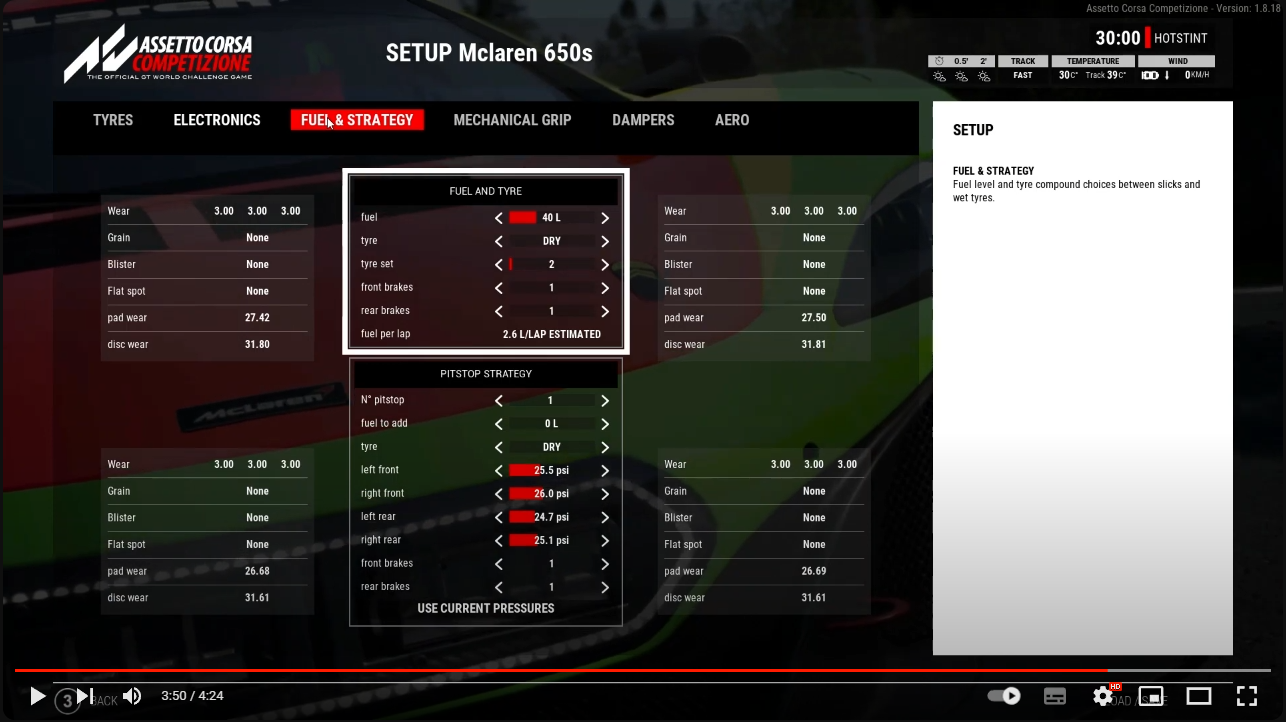 Assetto Corsa Competizione - Version: 1.8.18
ASSETTO CORSA
COMPETIZIONE
THE OFFICIAL GT WORLD CHALLENGE GAME
SETUP Mclaren 650s
30:00 HOTSTINT
0.5' 2' TRACK TEMPERATURE WIND
FAST 30C° Track 39C° 0KM/H
TYRES ELECTRONICS FUEL & STRATEGY MECHANICAL GRIP DAMPERS AERO
Wear 3.00 3.00 3.00
Grain None
Blister None
Flat spot None
pad wear 27.42
disc wear 31.80
FUEL AND TYRE
fuel 40 L
tyre DRY
tyre set 2
front brakes 1
rear brakes 1
fuel per lap 2.6 L/LAP ESTIMATED
Wear 3.00 3.00 3.00
Grain None
Blister None
Flat spot None
pad wear 27.50
disc wear 31.81
Wear 3.00 3.00 3.00
Grain None
Blister None
Flat spot None
pad wear 26.68
disc wear 31.61
PITSTOP STRATEGY
N° pitstop 1
fuel to add 0 L
tyre DRY
left front 25.5 psi
right front 26.0 psi
left rear 24.7 psi
right rear 25.1 psi
front brakes 1
rear brakes 1
USE CURRENT PRESSURES
Wear 3.00 3.00 3.00
Grain None
Blister None
Flat spot None
pad wear 26.69
disc wear 31.61
SETUP
FUEL & STRATEGY
Fuel level and tyre compound choices between slicks and
wet tyres.
McLaren
3 BACK
3:50 / 4:24
HD